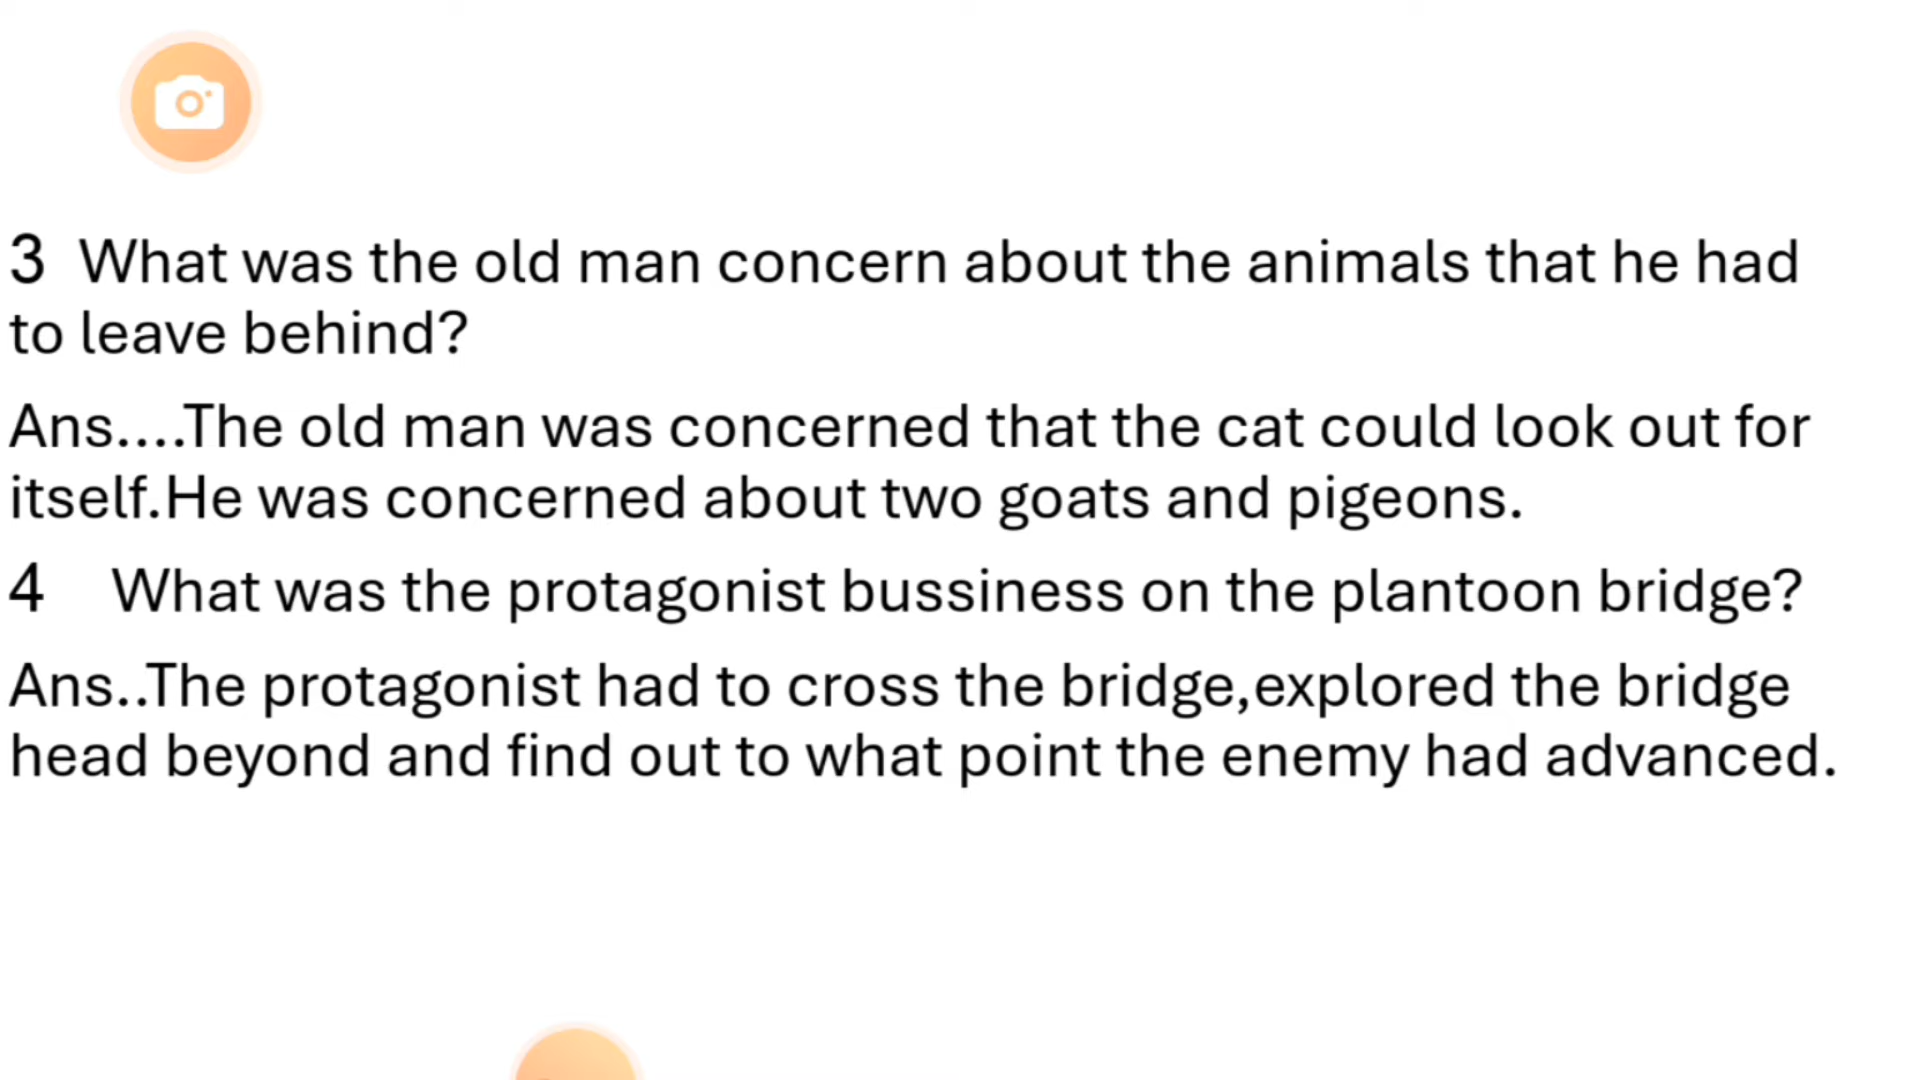 3 What was the old man concern about the animals that he had
to leave behind?
Ans....The old man was concerned that the cat could look out for
itself.He was concerned about two goats and pigeons.
4 What was the protagonist bussiness on the plantoon bridge?
Ans..The protagonist had to cross the bridge,explored the bridge
head beyond and find out to what point the enemy had advanced.